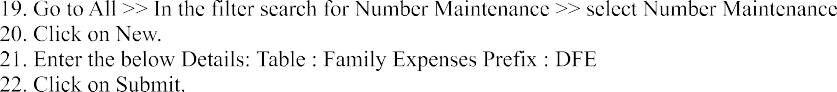 19. Go to All >> In the filter search for Number Maintenance >> select Number Maintenance
20. Click on New.
21. Enter the below Details: Table : Family Expenses Prefix : DFE
22. Click on Submit.